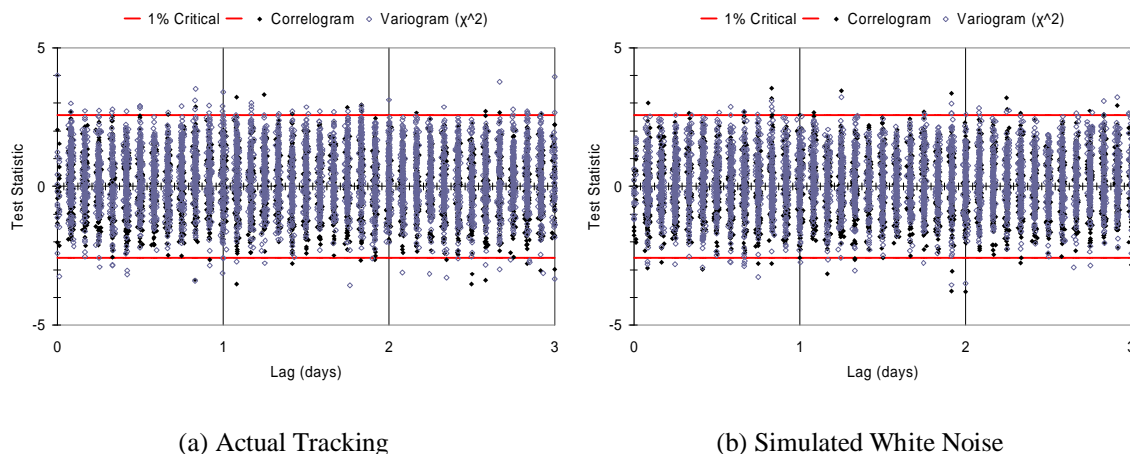 1% Critical Correlogram Variogram (χ^2)
5
0
-5
Test Statistic
0 1 2 3
Lag (days)
(a) Actual Tracking
1% Critical Correlogram Variogram (χ^2)
5
0
-5
Test Statistic
0 1 2 3
Lag (days)
(b) Simulated White Noise